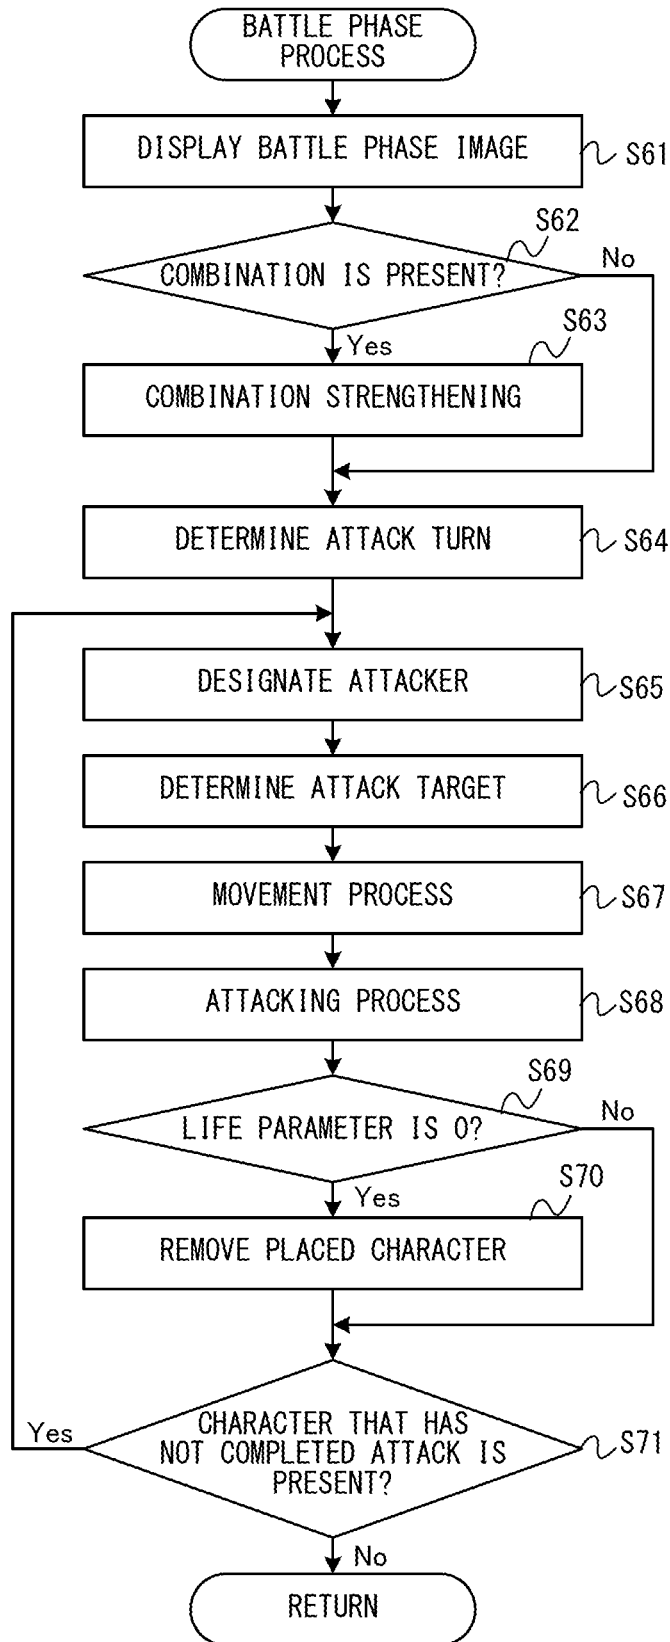 BATTLE PHASE
PROCESS
DISPLAY BATTLE PHASE IMAGE
S61
S62
COMBINATION IS PRESENT?
No
Yes
S63
COMBINATION STRENGTHENING
DETERMINE ATTACK TURN
S64
DESIGNATE ATTACKER
S65
DETERMINE ATTACK TARGET
S66
MOVEMENT PROCESS
S67
ATTACKING PROCESS
S68
S69
LIFE PARAMETER IS 0?
No
Yes
S70
REMOVE PLACED CHARACTER
CHARACTER THAT HAS
NOT COMPLETED ATTACK IS
PRESENT?
Yes
S71
No
RETURN